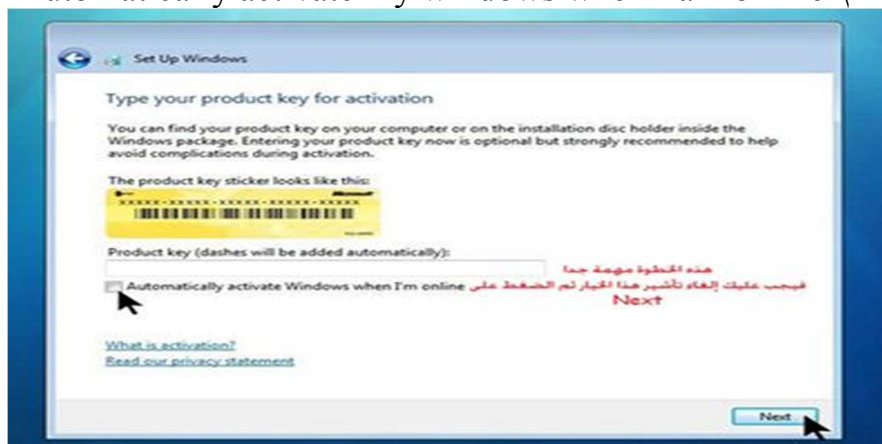 Set Up Windows
Type your product key for activation
You can find your product key on your computer or on the installation disc holder inside the
Windows package. Entering your product key now is optional but strongly recommended to help
avoid complications during activation.
The product key sticker looks like this:
XXXXX-XXXXX-XXXXX-XXXXX-XXXXX
Product key (dashes will be added automatically):
هذه الخطوة مهمة جدا
Automatically activate Windows when I'm online فيجب عليك إلغاء تأشير هذا الخيار ثم الضغط على
Next
What is activation?
Read our privacy statement
Next